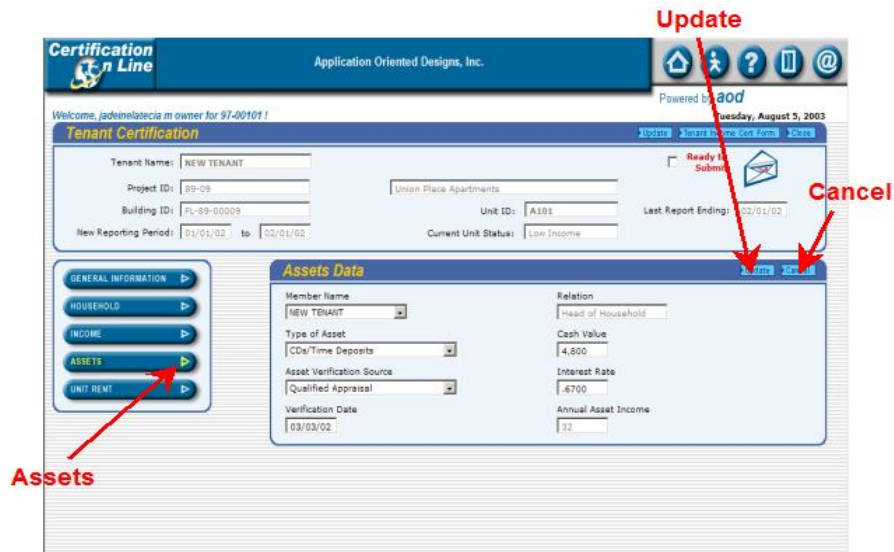 Update
Certification
On Line
Application Oriented Designs, Inc.
Powered by aod
Welcome, jadeinelatecia m owner for 97-00101 !
Tuesday, August 5, 2003
Tenant Certification
Update Tenant Income Cert Form Close
Tenant Name: NEW TENANT
Ready to
Submit
Project ID: 89-09 Union Place Apartments
Cancel
Building ID: FL-89-00009 Unit ID: A101 Last Report Ending: 02/01/02
New Reporting Period: 01/01/02 to 02/01/02 Current Unit Status: Low Income
Assets Data
Update Cancel
GENERAL INFORMATION
HOUSEHOLD
INCOME
ASSETS
UNIT RENT
Member Name Relation
NEW TENANT Head of Household
Type of Asset Cash Value
CDs/Time Deposits 4,800
Asset Verification Source Interest Rate
Qualified Appraisal .6700
Verification Date Annual Asset Income
03/03/02 32
Assets